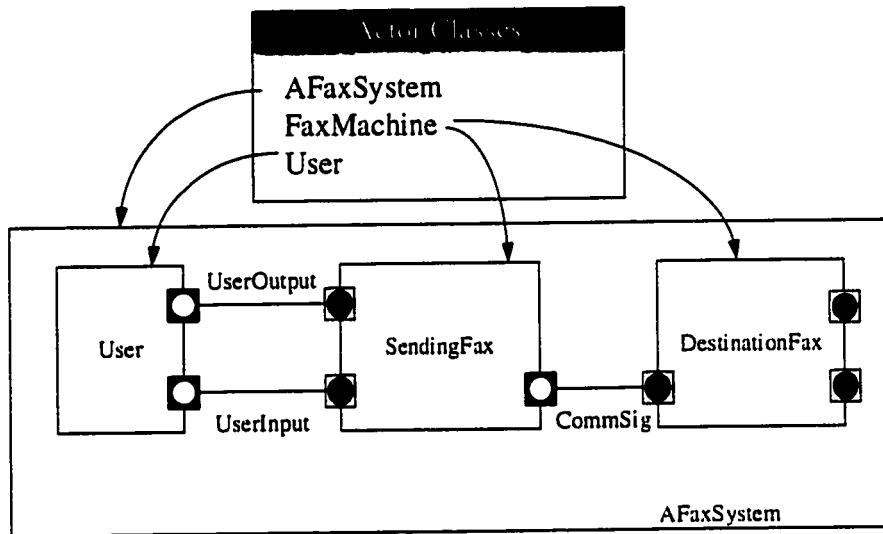 Actor Classes
AFaxSystem
FaxMachine
User
UserOutput
User
SendingFax
DestinationFax
UserInput
CommSig
AFaxSystem